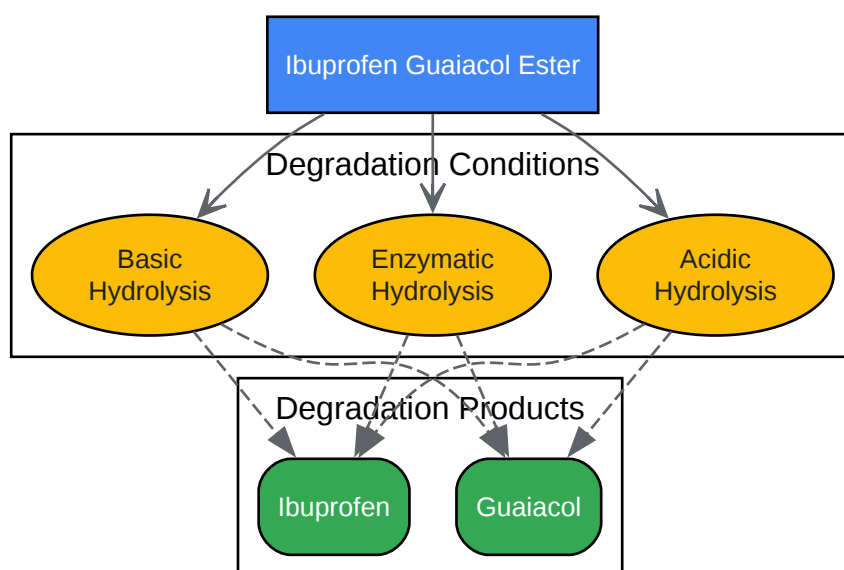 Ibuprofen Guaiacol Ester
Degradation Conditions
Basic
Hydrolysis
Enzymatic
Hydrolysis
Acidic
Hydrolysis
Degradation Products
Ibuprofen
Guaiacol